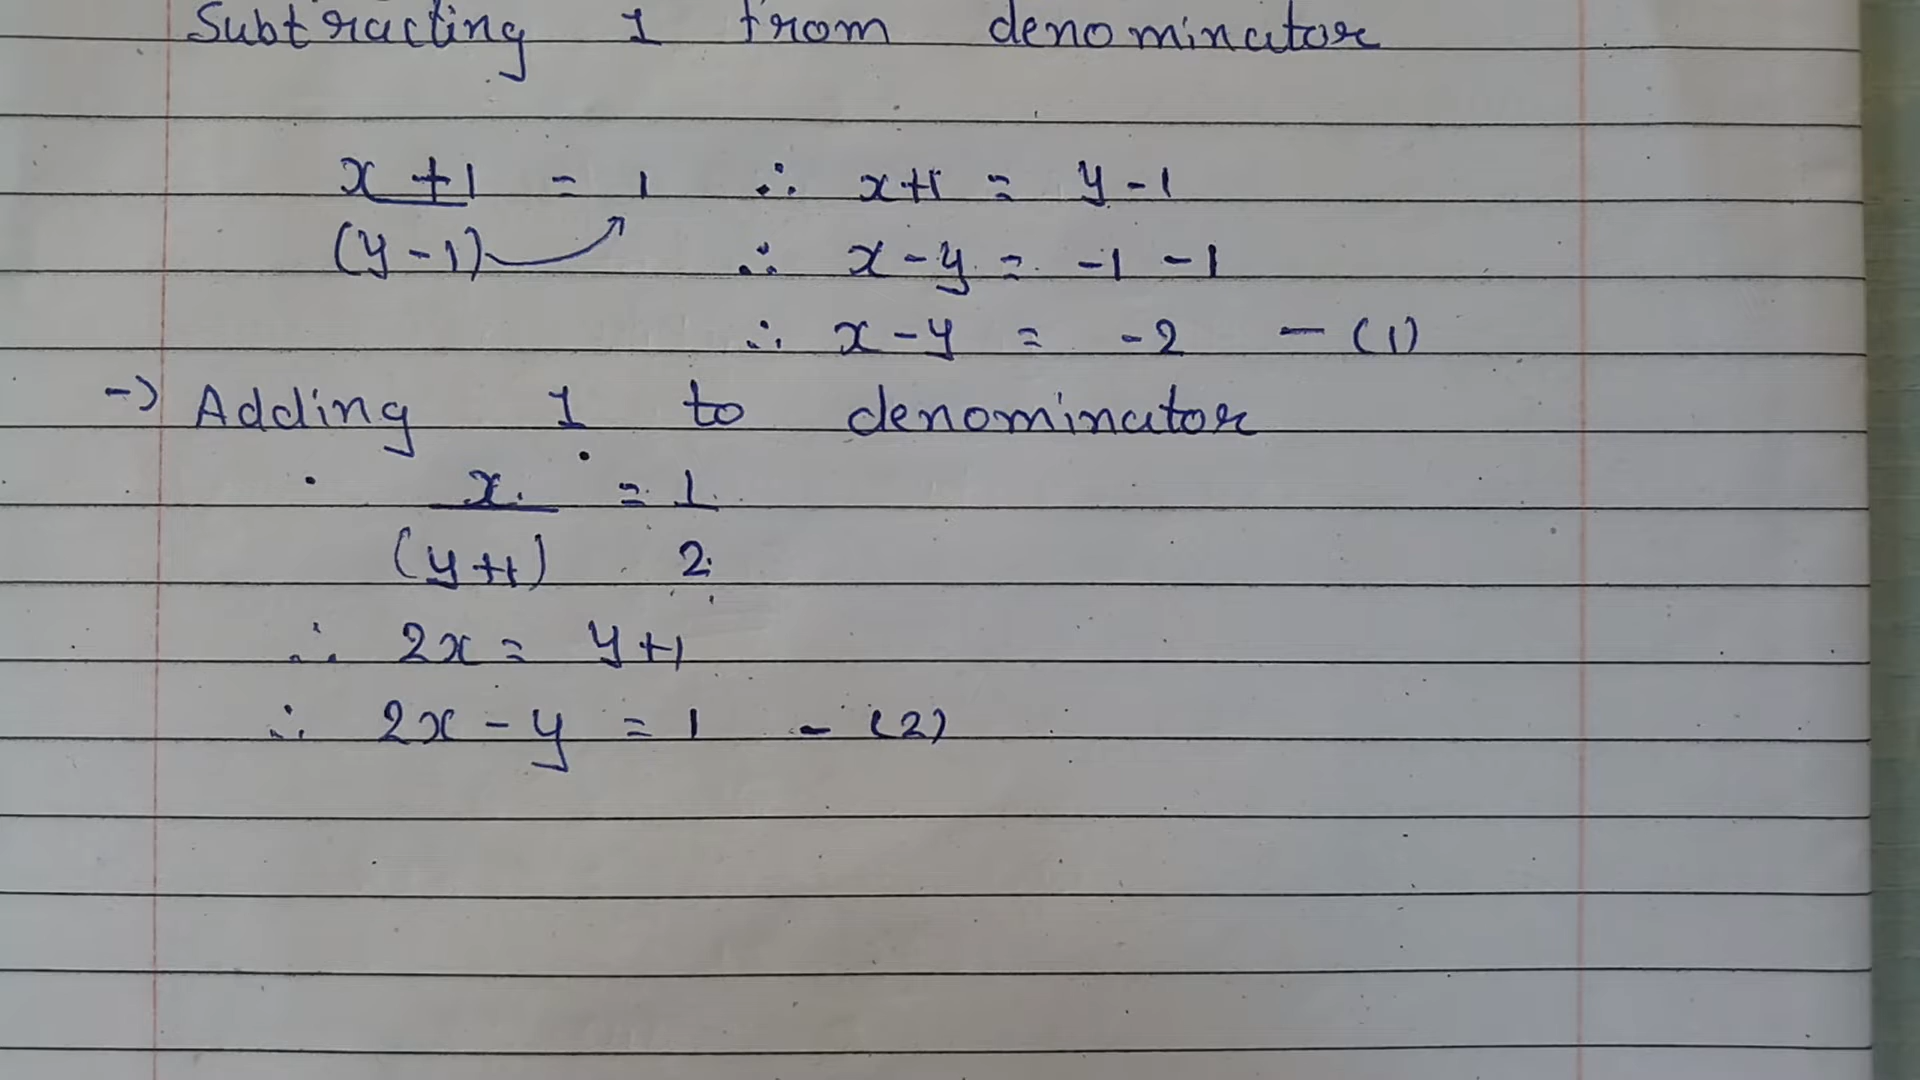 Subtracting 1 from denominator
x + 1 = 1 ∴ x+1 = y - 1
(y - 1) ∴ x - y = -1 - 1
∴ x - y = -2 — (1)
-> Adding 1 to denominator
x = 1
(y+1) 2
∴ 2x = y+1
∴ 2x - y = 1 - (2)